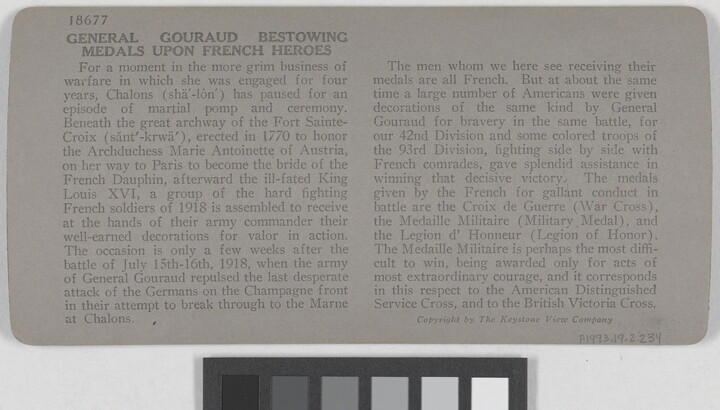 18677
GENERAL GOURAUD BESTOWING
MEDALS UPON FRENCH HEROES
For a moment in the more grim business of
warfare in which she was engaged for four
years, Chalons (shä′-lôn′) has paused for an
episode of martial pomp and ceremony.
Beneath the great archway of the Fort Sainte-
Croix (sânt′-krwä′), erected in 1770 to honor
the Archduchess Marie Antoinette of Austria,
on her way to Paris to become the bride of the
French Dauphin, afterward the ill-fated King
Louis XVI, a group of the hard fighting
French soldiers of 1918 is assembled to receive
at the hands of their army commander their
well-earned decorations for valor in action.
The occasion is only a few weeks after the
battle of July 15th-16th, 1918, when the army
of General Gouraud repulsed the last desperate
attack of the Germans on the Champagne front
in their attempt to break through to the Marne
at Chalons.
The men whom we here see receiving their
medals are all French. But at about the same
time a large number of Americans were given
decorations of the same kind by General
Gouraud for bravery in the same battle, for
our 42nd Division and some colored troops of
the 93rd Division, fighting side by side with
French comrades, gave splendid assistance in
winning that decisive victory. The medals
given by the French for gallant conduct in
battle are the Croix de Guerre (War Cross),
the Medaille Militaire (Military Medal), and
the Legion d' Honneur (Legion of Honor).
The Medaille Militaire is perhaps the most diffi-
cult to win, being awarded only for acts of
most extraordinary courage, and it corresponds
in this respect to the American Distinguished
Service Cross, and to the British Victoria Cross.
Copyright by The Keystone View Company
P1993.19.2.234